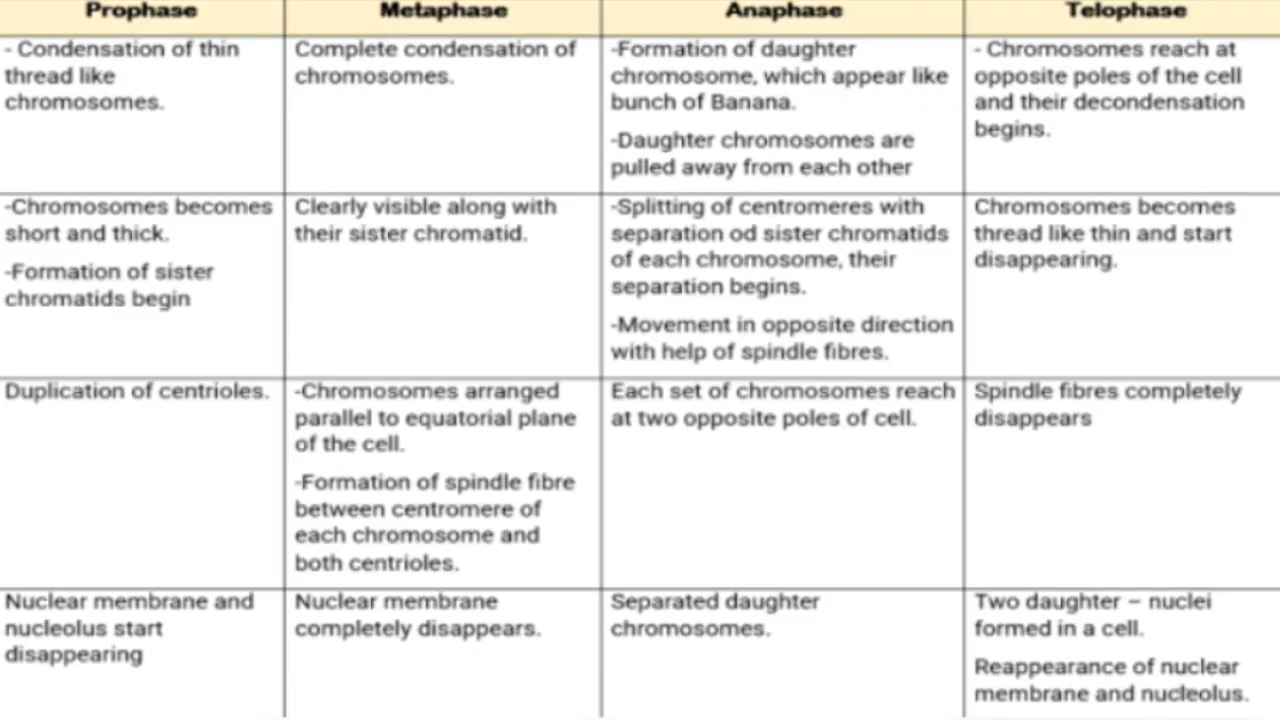 Prophase
Metaphase
Anaphase
Telophase
- Condensation of thin
thread like
chromosomes.
Complete condensation of
chromosomes.
-Formation of daughter
chromosome, which appear like
bunch of Banana.
-Daughter chromosomes are
pulled away from each other
- Chromosomes reach at
opposite poles of the cell
and their decondensation
begins.
-Chromosomes becomes
short and thick.
-Formation of sister
chromatids begin
Clearly visible along with
their sister chromatid.
-Splitting of centromeres with
separation od sister chromatids
of each chromosome, their
separation begins.
-Movement in opposite direction
with help of spindle fibres.
Chromosomes becomes
thread like thin and start
disappearing.
Duplication of centrioles.
-Chromosomes arranged
parallel to equatorial plane
of the cell.
-Formation of spindle fibre
between centromere of
each chromosome and
both centrioles.
Each set of chromosomes reach
at two opposite poles of cell.
Spindle fibres completely
disappears
Nuclear membrane and
nucleolus start
disappearing
Nuclear membrane
completely disappears.
Separated daughter
chromosomes.
Two daughter – nuclei
formed in a cell.
Reappearance of nuclear
membrane and nucleolus.